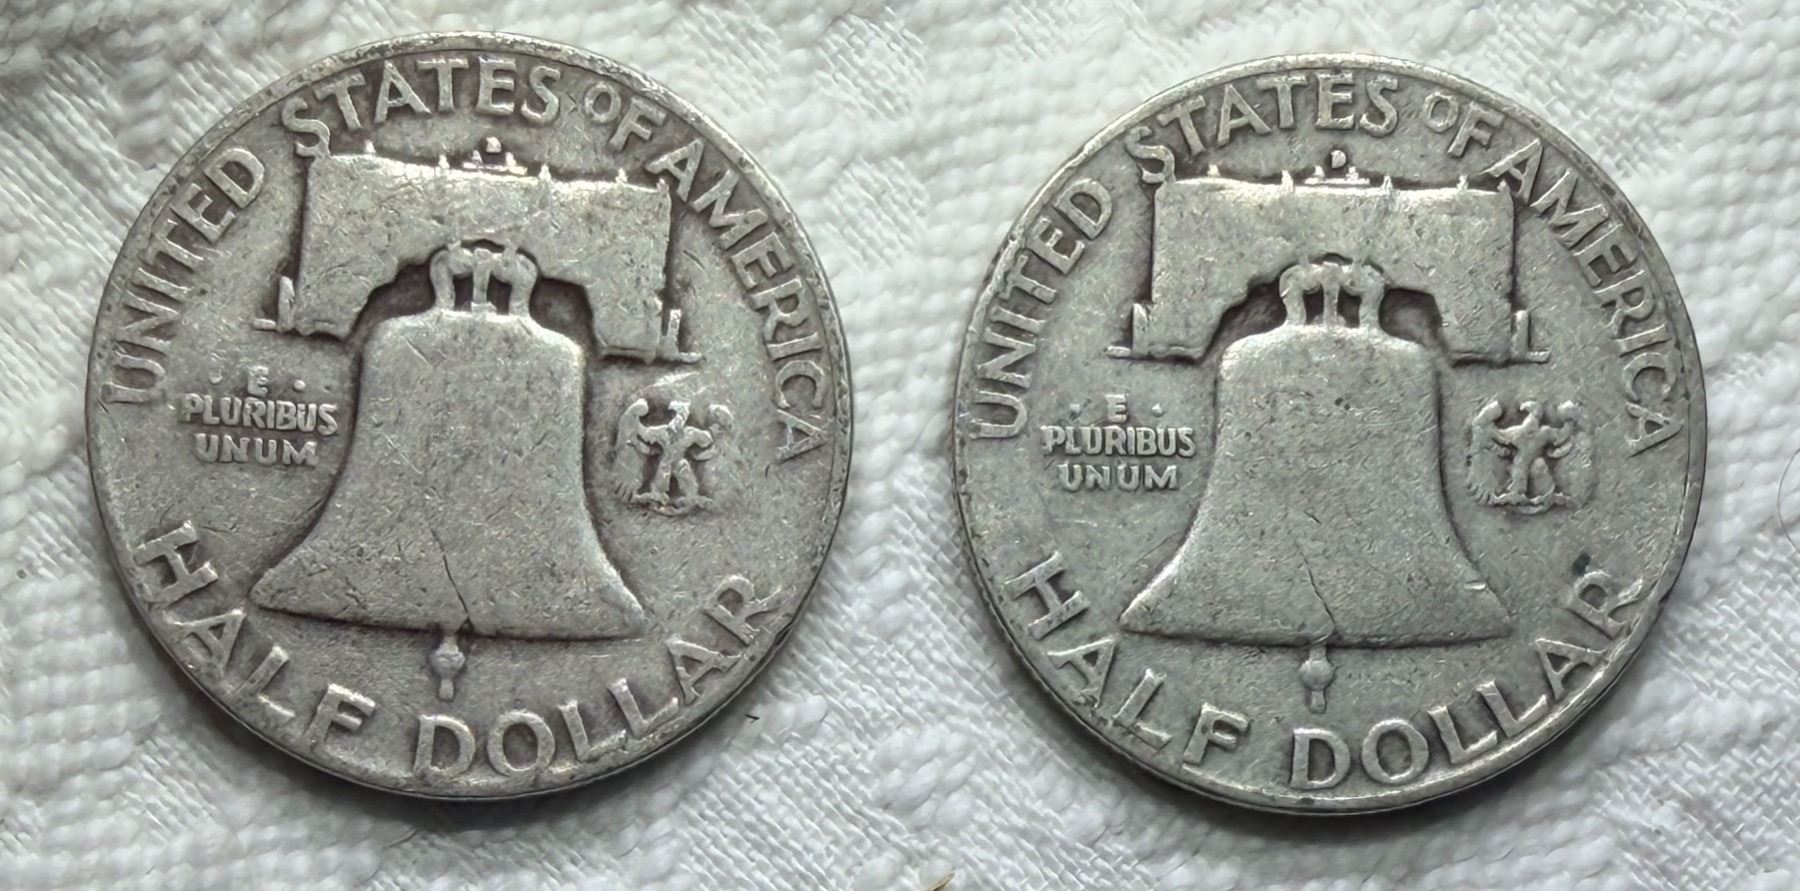 UNITED STATES OF AMERICA
D
· E ·
PLURIBUS
UNUM
HALF DOLLAR
UNITED STATES OF AMERICA
D
· E ·
PLURIBUS
UNUM
HALF DOLLAR